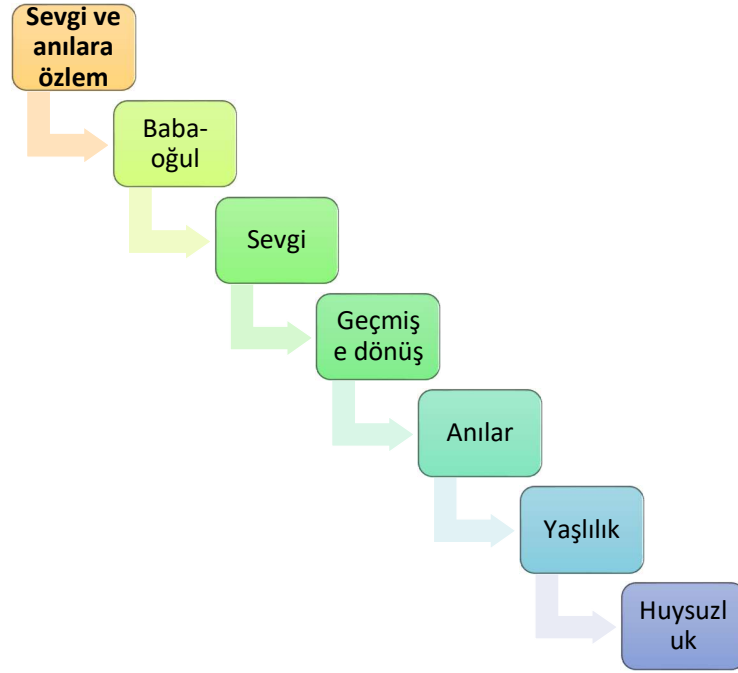 Sevgi ve
anılara
özlem
Baba-
oğul
Sevgi
Geçmiş
e dönüş
Anılar
Yaşlılık
Huysuzl
uk